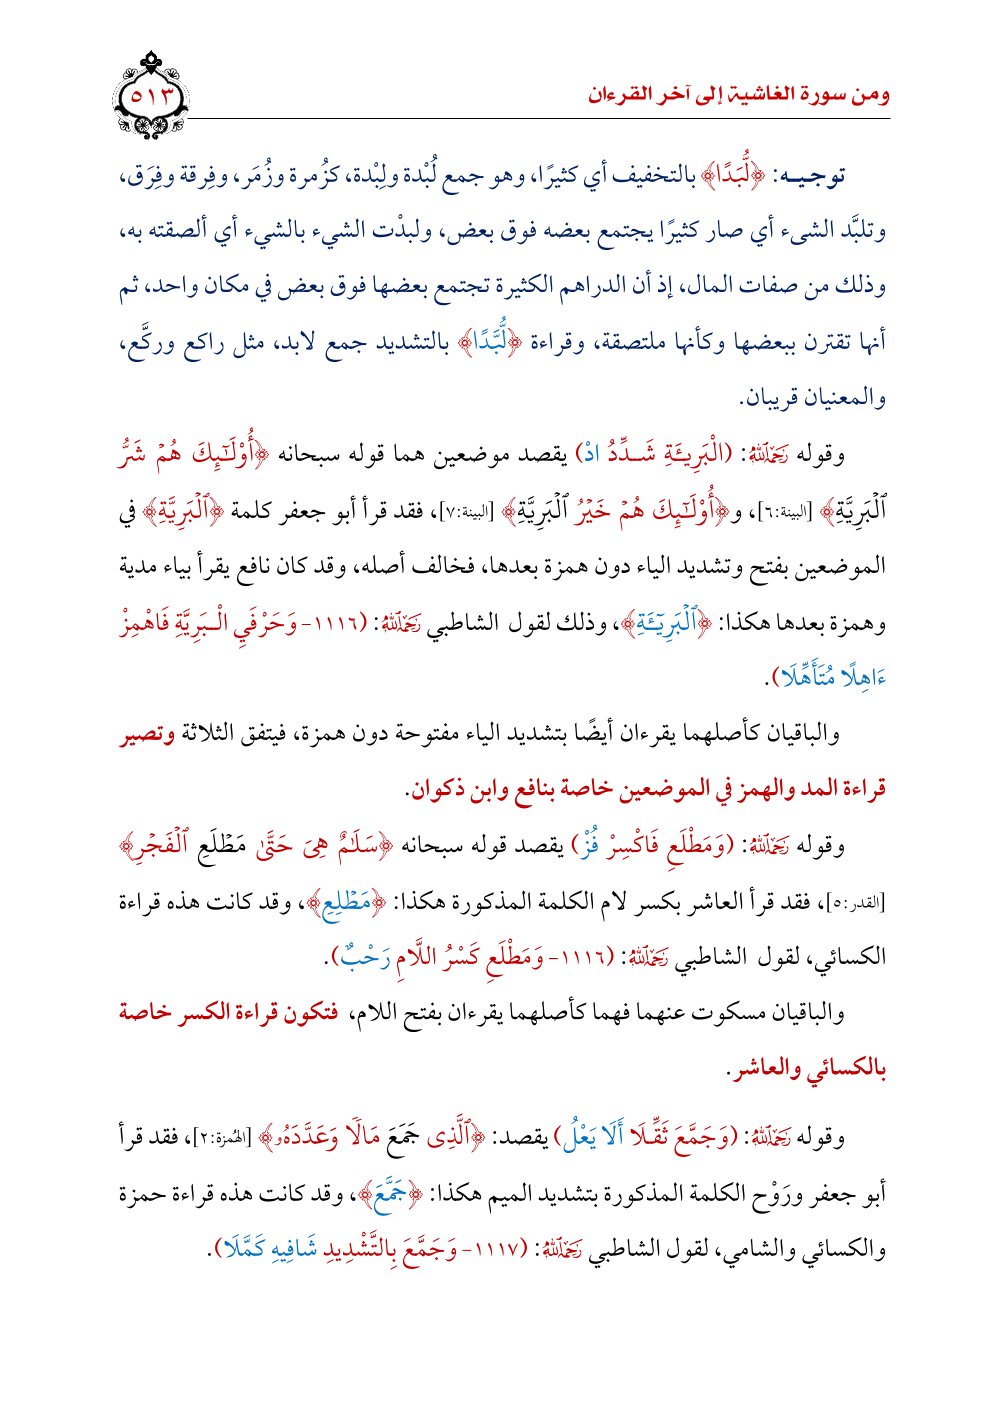 ومن سورة الغاشية إلى آخر القرءان
٥١٣
توجـيـه: ﴿لُّبَدًا﴾ بالتخفيف أي كثيرًا، وهو جمع لُبْدة ولِبْدة، كزُمرة وزُمَر، وفِرقة وفِرَق،
وتلبَّد الشىء أي صار كثيرًا يجتمع بعضه فوق بعض، ولبدْت الشيء بالشيء أي ألصقته به،
وذلك من صفات المال، إذ أن الدراهم الكثيرة تجتمع بعضها فوق بعض في مكان واحد، ثم
أنها تقترن ببعضها وكأنها ملتصقة، وقراءة ﴿لُّبَّدًا﴾ بالتشديد جمع لابد، مثل راكع وركَّع،
والمعنيان قريبان.
وقوله رَحِمَهُ ٱللَّهُ: (الْبَرِيـَٔةِ شَــدِّدُ ادْ) يقصد موضعين هما قوله سبحانه ﴿أُوْلَٰٓئِكَ هُمۡ شَرُّ
ٱلۡبَرِيَّةِ﴾ [البينة:٦]، و﴿أُوْلَٰٓئِكَ هُمۡ خَيۡرُ ٱلۡبَرِيَّةِ﴾ [البينة:٧]، فقد قرأ أبو جعفر كلمة ﴿ٱلۡبَرِيَّةِ﴾ في
الموضعين بفتح وتشديد الياء دون همزة بعدها، فخالف أصله، وقد كان نافع يقرأ بياء مدية
وهمزة بعدها هكذا: ﴿ٱلۡبَرِيٓـَٔةِ﴾، وذلك لقول الشاطبي رَحِمَهُ ٱللَّهُ: (١١١٦- وَحَرْفَيِ الْـبَرِيَّةِ فَاهْمِزْ
ءَاهِلًا مُتَأَهِّلَا).
والباقيان كأصلهما يقرءان أيضًا بتشديد الياء مفتوحة دون همزة، فيتفق الثلاثة وتصير
قراءة المد والهمز في الموضعين خاصة بنافع وابن ذكوان.
وقوله رَحِمَهُ ٱللَّهُ: (وَمَطْلَعِ فَاكْسِرْ فُزْ) يقصد قوله سبحانه ﴿سَلَٰمٌ هِىَ حَتَّىٰ مَطۡلَعِ ٱلۡفَجۡرِ﴾
[القدر:٥]، فقد قرأ العاشر بكسر لام الكلمة المذكورة هكذا: ﴿مَطۡلِعِ﴾، وقد كانت هذه قراءة
الكسائي، لقول الشاطبي رَحِمَهُ ٱللَّهُ: (١١١٦- وَمَطْلَعِ كَسْرُ اللَّامِ رَحْبٌ).
والباقيان مسكوت عنهما فهما كأصلهما يقرءان بفتح اللام، فتكون قراءة الكسر خاصة
بالكسائي والعاشر.
وقوله رَحِمَهُ ٱللَّهُ: (وَجَمَّعَ ثَقِّـلَا أَلَا يَعْلُ) يقصد: ﴿ٱلَّذِى جَمَعَ مَالًا وَعَدَّدَهُۥ﴾ [الهُمزة:٢]، فقد قرأ
أبو جعفر ورَوْح الكلمة المذكورة بتشديد الميم هكذا: ﴿جَمَّعَ﴾، وقد كانت هذه قراءة حمزة
والكسائي والشامي، لقول الشاطبي رَحِمَهُ ٱللَّهُ: (١١١٧- وَجَمَّعَ بِالتَّشْدِيدِ شَافِيهِ كَمَّلَا).